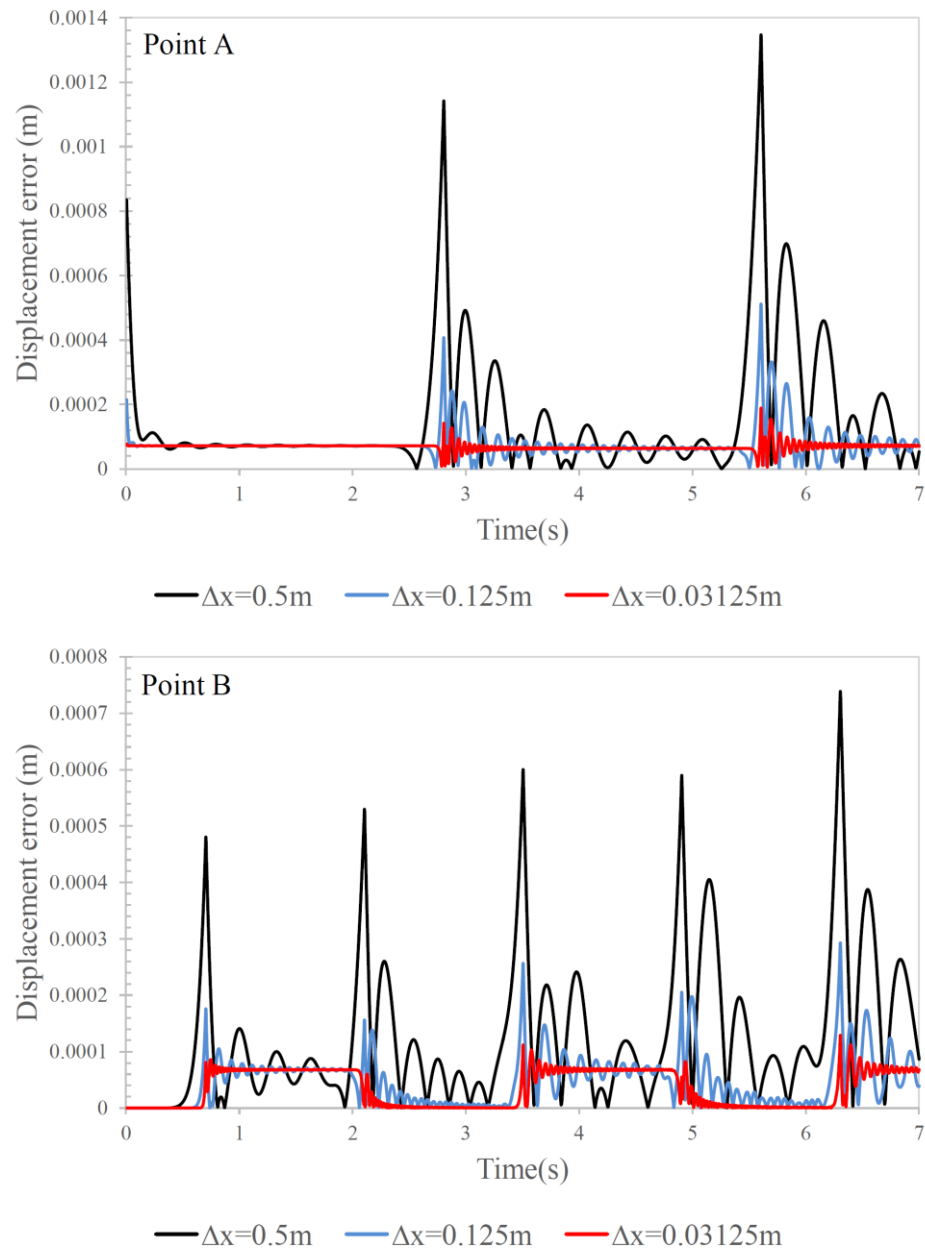 Point A
Displacement error (m)
0.0014
0.0012
0.001
0.0008
0.0006
0.0004
0.0002
0
0 1 2 3 4 5 6 7
Time(s)
Δx=0.5m Δx=0.125m Δx=0.03125m
Point B
Displacement error (m)
0.0008
0.0007
0.0006
0.0005
0.0004
0.0003
0.0002
0.0001
0
0 1 2 3 4 5 6 7
Time(s)
Δx=0.5m Δx=0.125m Δx=0.03125m